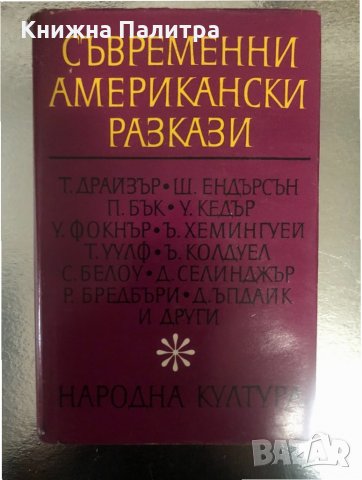 Книжна Палитра
СЪВРЕМЕННИ
АМЕРИКАНСКИ
РАЗКАЗИ
Т. ДРАЙЗЪР • Ш. ЕНДЪРСЪН
П. БЪК • У. КЕДЪР
У. ФОКНЪР • Ъ. ХЕМИНГУЕЙ
Т. УУЛФ • Ъ. КОЛДУЕЛ
С. БЕЛОУ • Д. СЕЛИНДЖЪР
Р. БРЕДБЪРИ • Д. ЪПДАЙК
И ДРУГИ
НАРОДНА КУЛТУРА
BAZAR